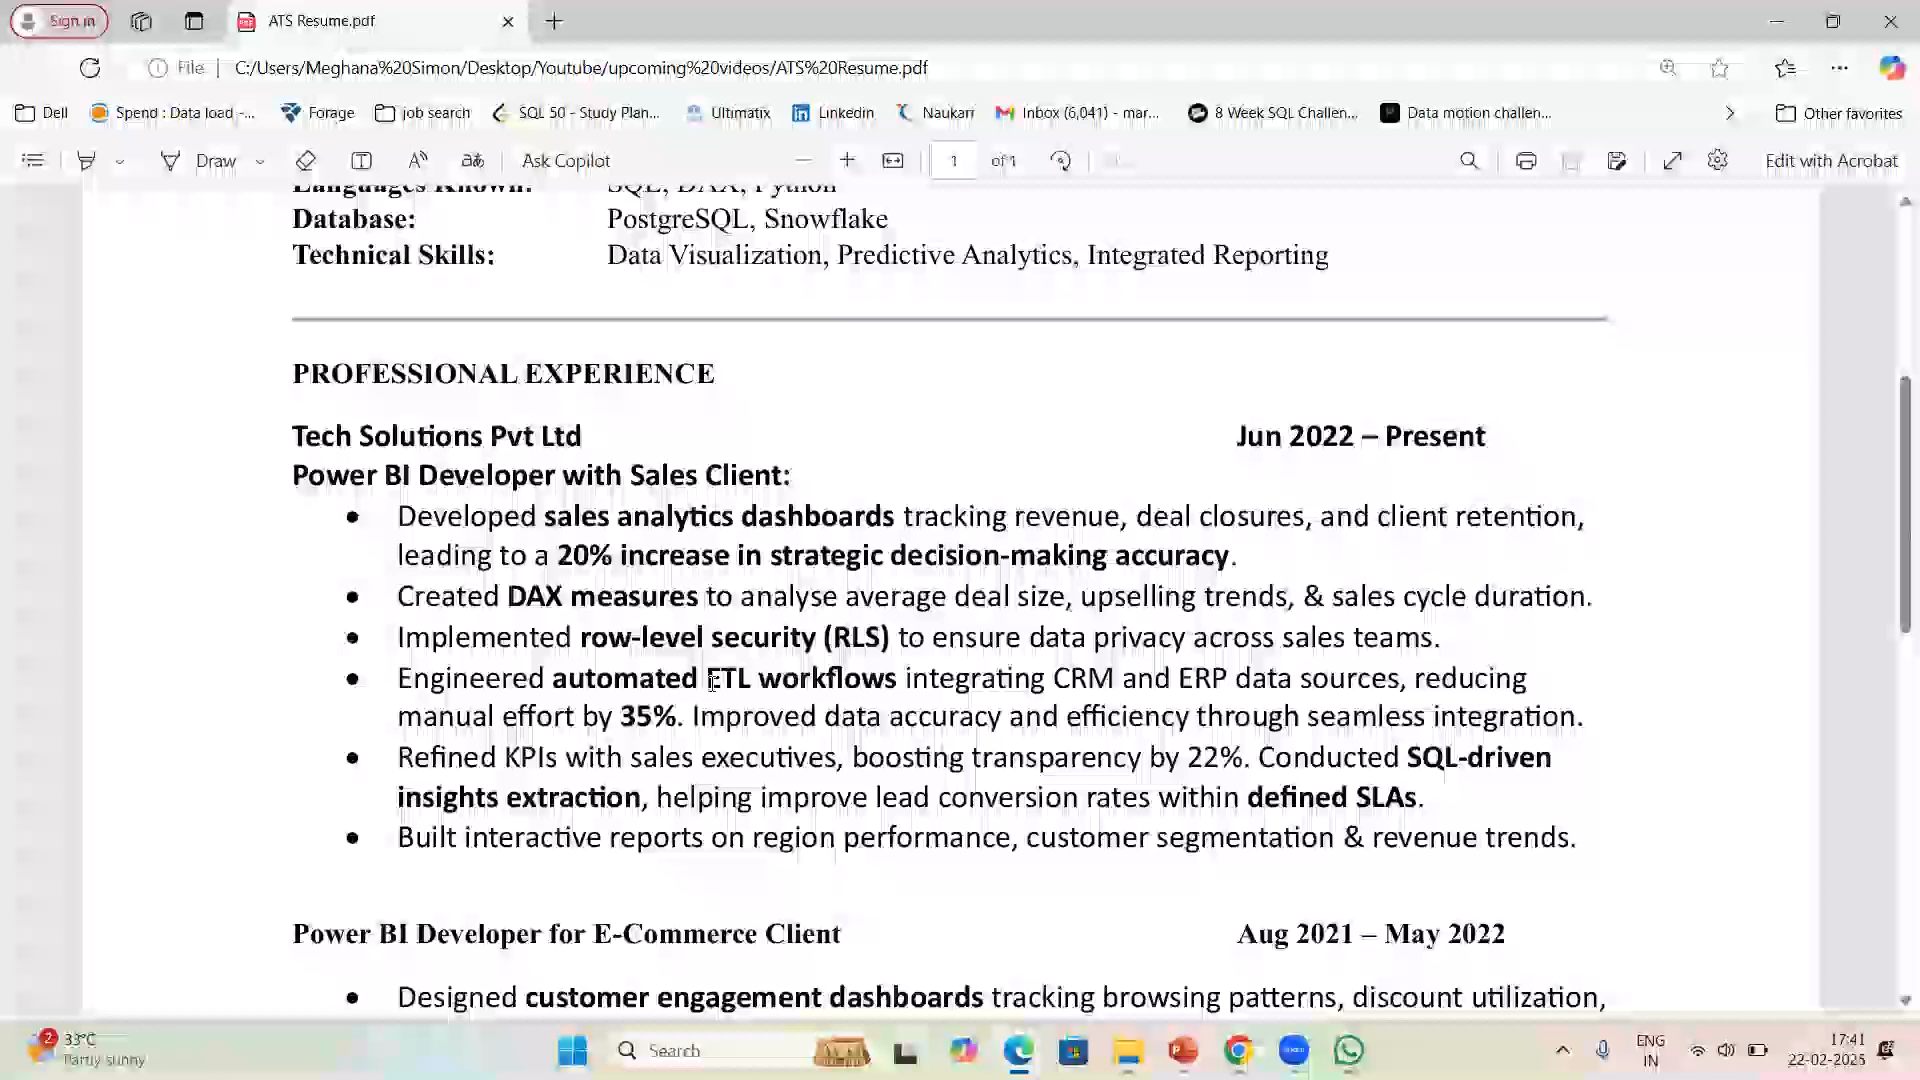 Sign in
ATS Resume.pdf
File
C:/Users/Meghana%20Simon/Desktop/Youtube/upcoming%20videos/ATS%20Resume.pdf
Dell
Spend : Data load -...
Forage
job search
SQL 50 - Study Plan...
Ultimatix
Linkedin
Naukari
Inbox (6,041) - mar...
8 Week SQL Challen...
Data motion challen...
Other favorites
Draw
Ask Copilot
1 of 1
Edit with Acrobat
Languages Known: SQL, DAX, Python
Database: PostgreSQL, Snowflake
Technical Skills: Data Visualization, Predictive Analytics, Integrated Reporting
PROFESSIONAL EXPERIENCE
Tech Solutions Pvt Ltd Jun 2022 – Present
Power BI Developer with Sales Client:
• Developed sales analytics dashboards tracking revenue, deal closures, and client retention,
leading to a 20% increase in strategic decision-making accuracy.
• Created DAX measures to analyse average deal size, upselling trends, & sales cycle duration.
• Implemented row-level security (RLS) to ensure data privacy across sales teams.
• Engineered automated ETL workflows integrating CRM and ERP data sources, reducing
manual effort by 35%. Improved data accuracy and efficiency through seamless integration.
• Refined KPIs with sales executives, boosting transparency by 22%. Conducted SQL-driven
insights extraction, helping improve lead conversion rates within defined SLAs.
• Built interactive reports on region performance, customer segmentation & revenue trends.
Power BI Developer for E-Commerce Client Aug 2021 – May 2022
• Designed customer engagement dashboards tracking browsing patterns, discount utilization,
2
33°C
Partly sunny
Search
ENG
IN
17:41
22-02-2025